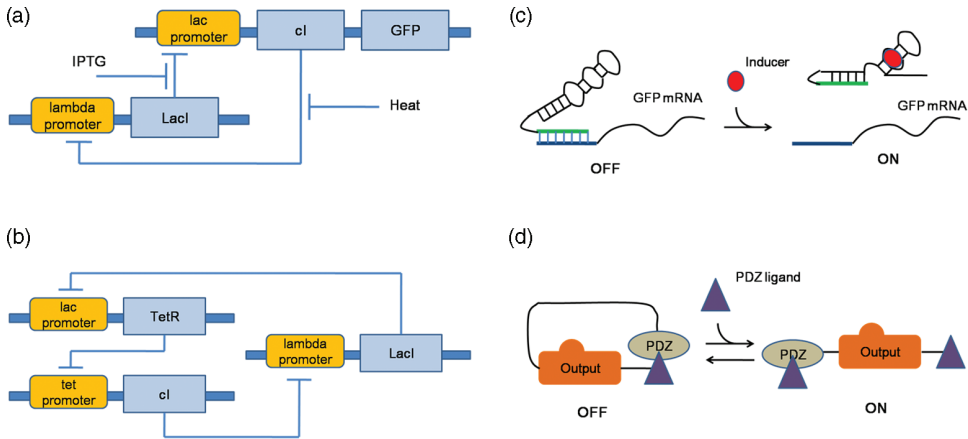 (a)
lac
promoter
cI
GFP
IPTG
lambda
promoter
LacI
Heat
(b)
lac
promoter
TetR
lambda
promoter
LacI
tet
promoter
cI
(c)
Inducer
GFP mRNA
GFP mRNA
OFF
ON
(d)
PDZ ligand
PDZ
Output
PDZ
Output
OFF
ON